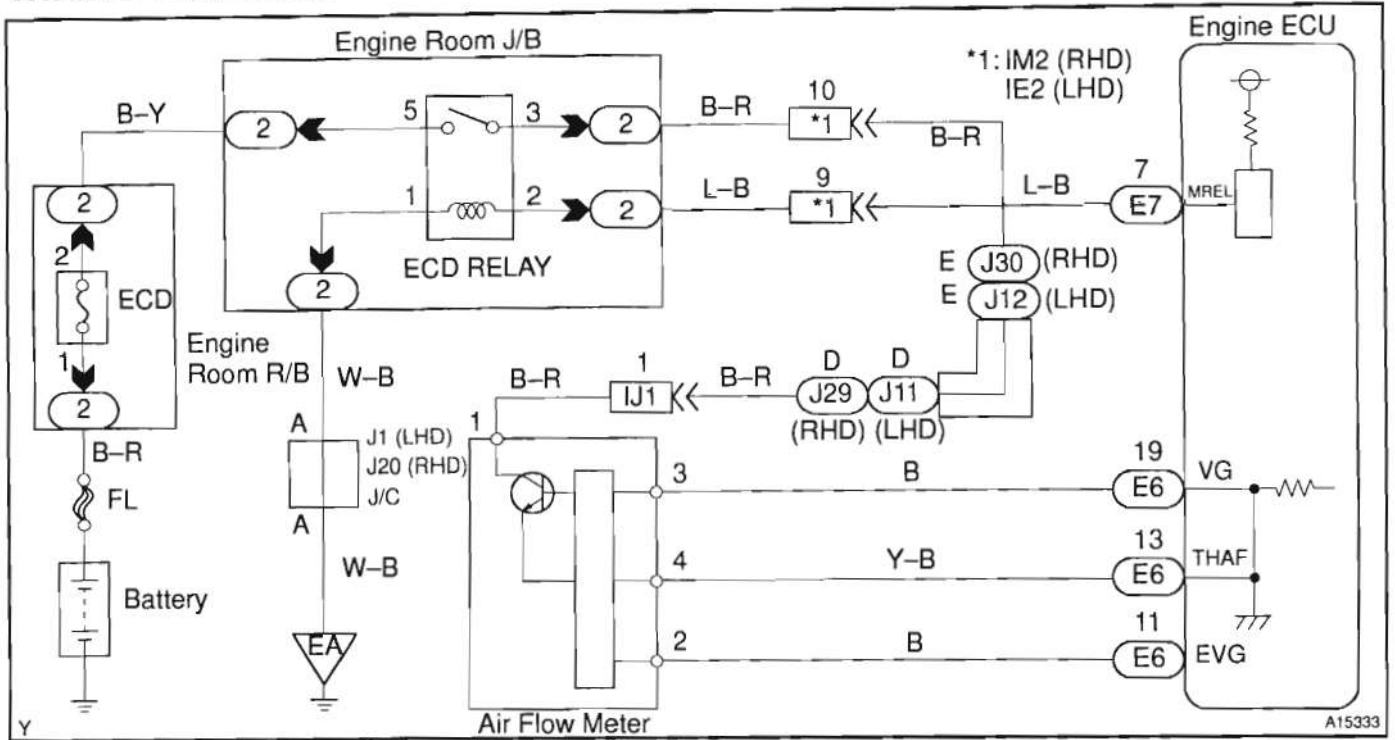 Engine Room J/B
Engine ECU
*1: IM2 (RHD)
IE2 (LHD)
B–Y
2
5
3
2
B–R
10
*1
B–R
7
MREL
E7
L–B
9
*1
L–B
2
1
2
2
ECD RELAY
2
2
ECD
1
2
Engine
Room R/B
E
J30
(RHD)
E
J12
(LHD)
W–B
B–R
1
IJ1
B–R
D
D
J29
J11
(RHD)
(LHD)
A
J1 (LHD)
J20 (RHD)
J/C
A
1
B–R
FL
3
B
19
E6
VG
4
Y–B
13
E6
THAF
W–B
Battery
EA
2
B
11
E6
EVG
Air Flow Meter
Y
A15333